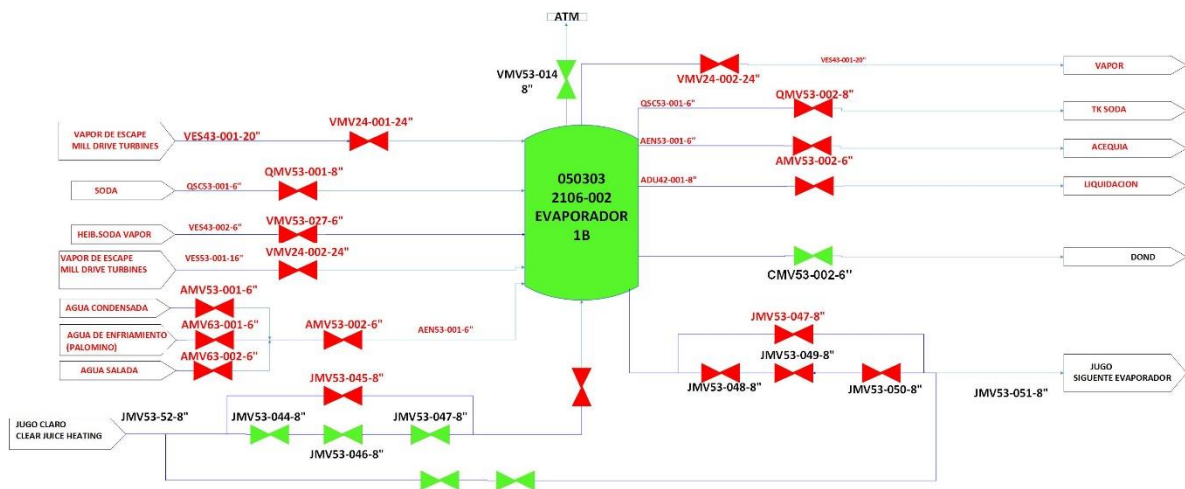 ATM
VMV53-014
8"
VMV24-002-24"
VES43-001-20"
VAPOR
QSC53-001-6"
QMV53-002-8"
TK SODA
AEN53-001-6"
AMV53-002-6"
ACEQUIA
ADU42-001-8"
LIQUIDACION
CMV53-002-6"
DOND
VAPOR DE ESCAPE
MILL DRIVE TURBINES
VES43-001-20"
VMV24-001-24"
SODA
QSC53-001-6"
QMV53-001-8"
HEIB.SODA VAPOR
VES43-002-6"
VMV53-027-6"
VAPOR DE ESCAPE
MILL DRIVE TURBINES
VES53-001-16"
VMV24-002-24"
AGUA CONDENSADA
AMV53-001-6"
AGUA DE ENFRIAMIENTO
(PALOMINO)
AMV63-001-6"
AGUA SALADA
AMV63-002-6"
AMV53-002-6"
AEN53-001-6"
050303
2106-002
EVAPORADOR
1B
JMV53-047-8"
JMV53-049-8"
JMV53-048-8"
JMV53-050-8"
JMV53-051-8"
JUGO
SIGUENTE EVAPORADOR
JUGO CLARO
CLEAR JUICE HEATING
JMV53-52-8"
JMV53-045-8"
JMV53-044-8"
JMV53-047-8"
JMV53-046-8"